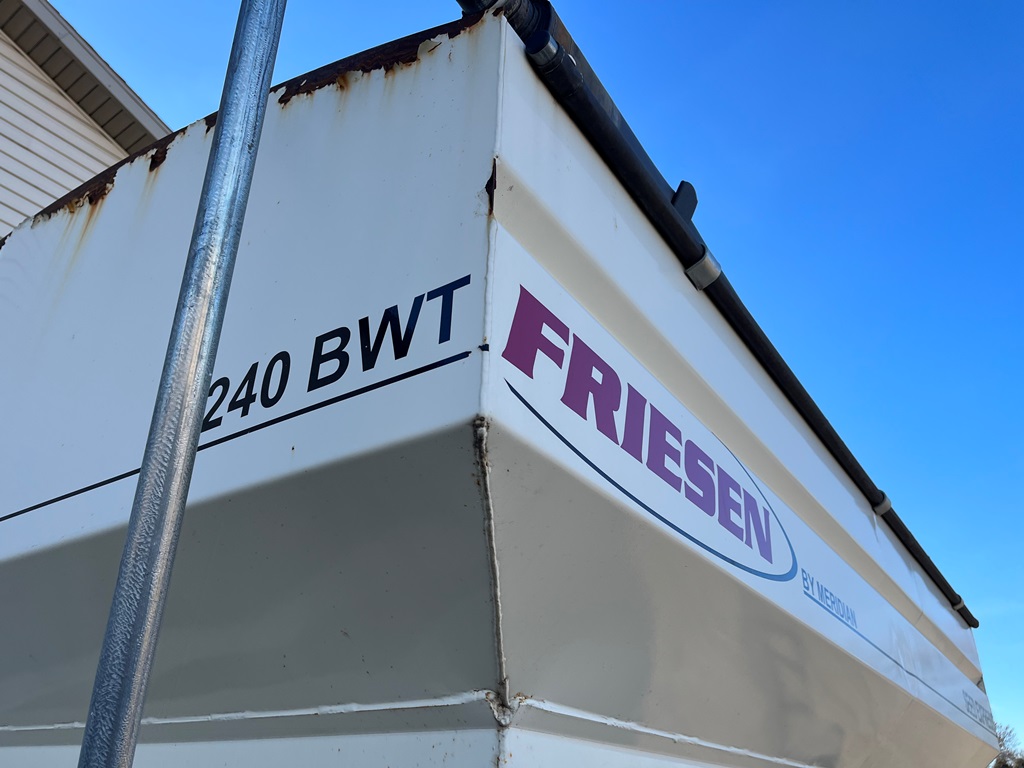 240 BWT
FRIESEN
BY MERIDIAN